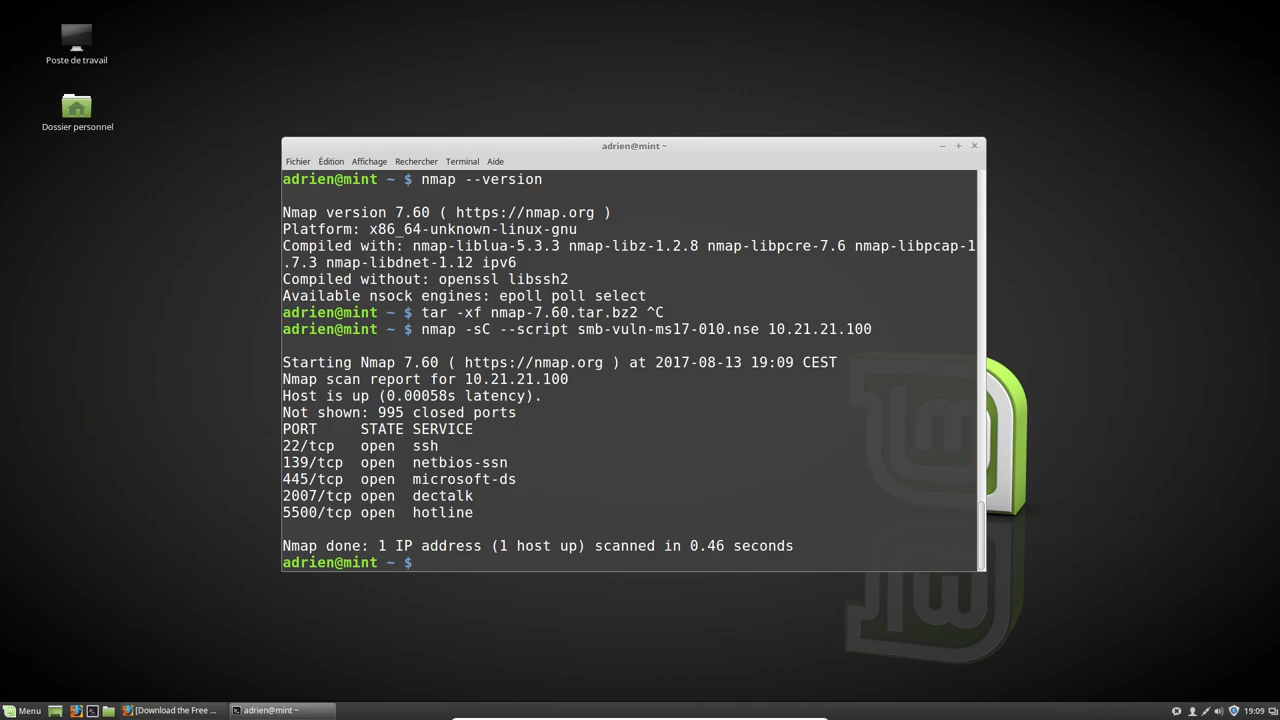 Poste de travail
Dossier personnel
adrien@mint ~
Fichier Édition Affichage Rechercher Terminal Aide
adrien@mint ~ $ nmap --version
Nmap version 7.60 ( https://nmap.org )
Platform: x86_64-unknown-linux-gnu
Compiled with: nmap-liblua-5.3.3 nmap-libz-1.2.8 nmap-libpcre-7.6 nmap-libpcap-1
.7.3 nmap-libdnet-1.12 ipv6
Compiled without: openssl libssh2
Available nsock engines: epoll poll select
adrien@mint ~ $ tar -xf nmap-7.60.tar.bz2 ^C
adrien@mint ~ $ nmap -sC --script smb-vuln-ms17-010.nse 10.21.21.100
Starting Nmap 7.60 ( https://nmap.org ) at 2017-08-13 19:09 CEST
Nmap scan report for 10.21.21.100
Host is up (0.00058s latency).
Not shown: 995 closed ports
PORT     STATE SERVICE
22/tcp   open  ssh
139/tcp  open  netbios-ssn
445/tcp  open  microsoft-ds
2007/tcp open  dectalk
5500/tcp open  hotline
Nmap done: 1 IP address (1 host up) scanned in 0.46 seconds
adrien@mint ~ $
Menu [Download the Free ... adrien@mint ~ 19:09